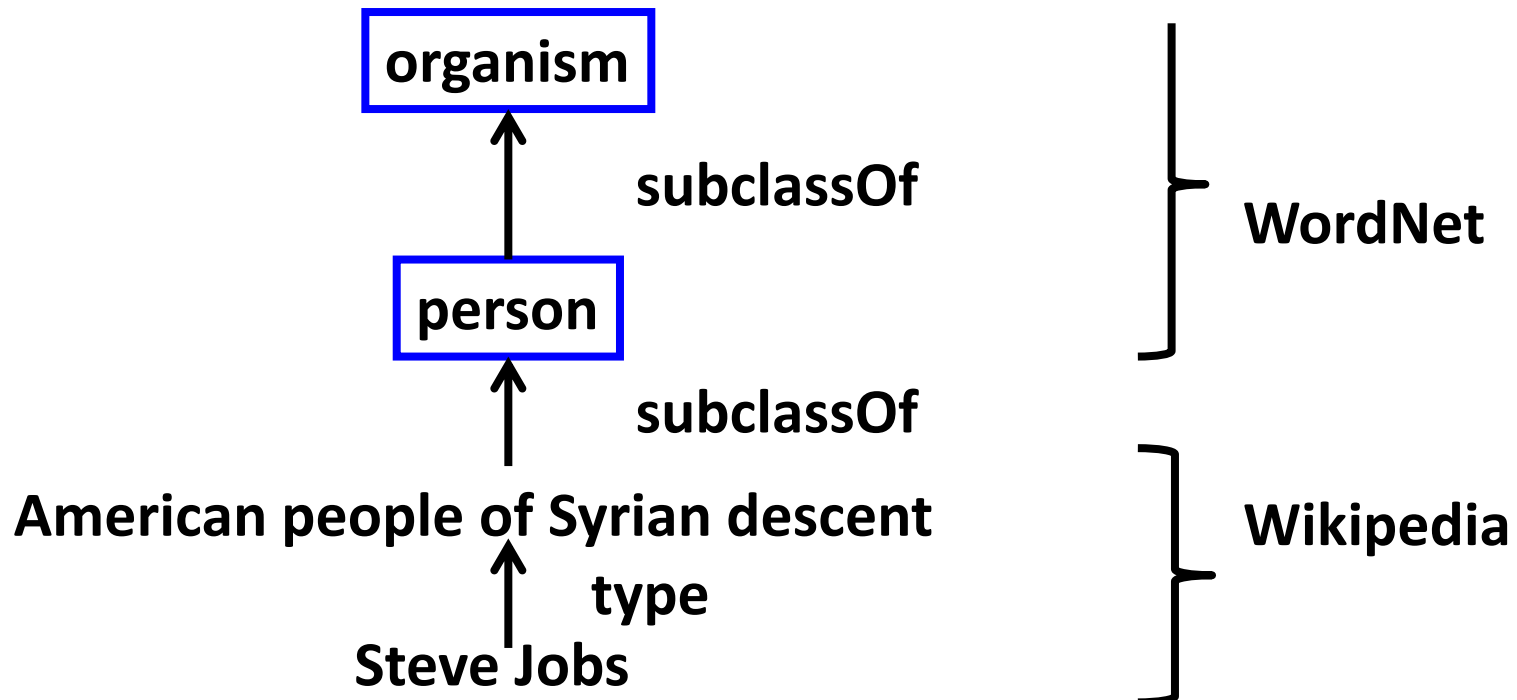 organism
subclassOf
WordNet
person
subclassOf
American people of Syrian descent
Wikipedia
type
Steve Jobs